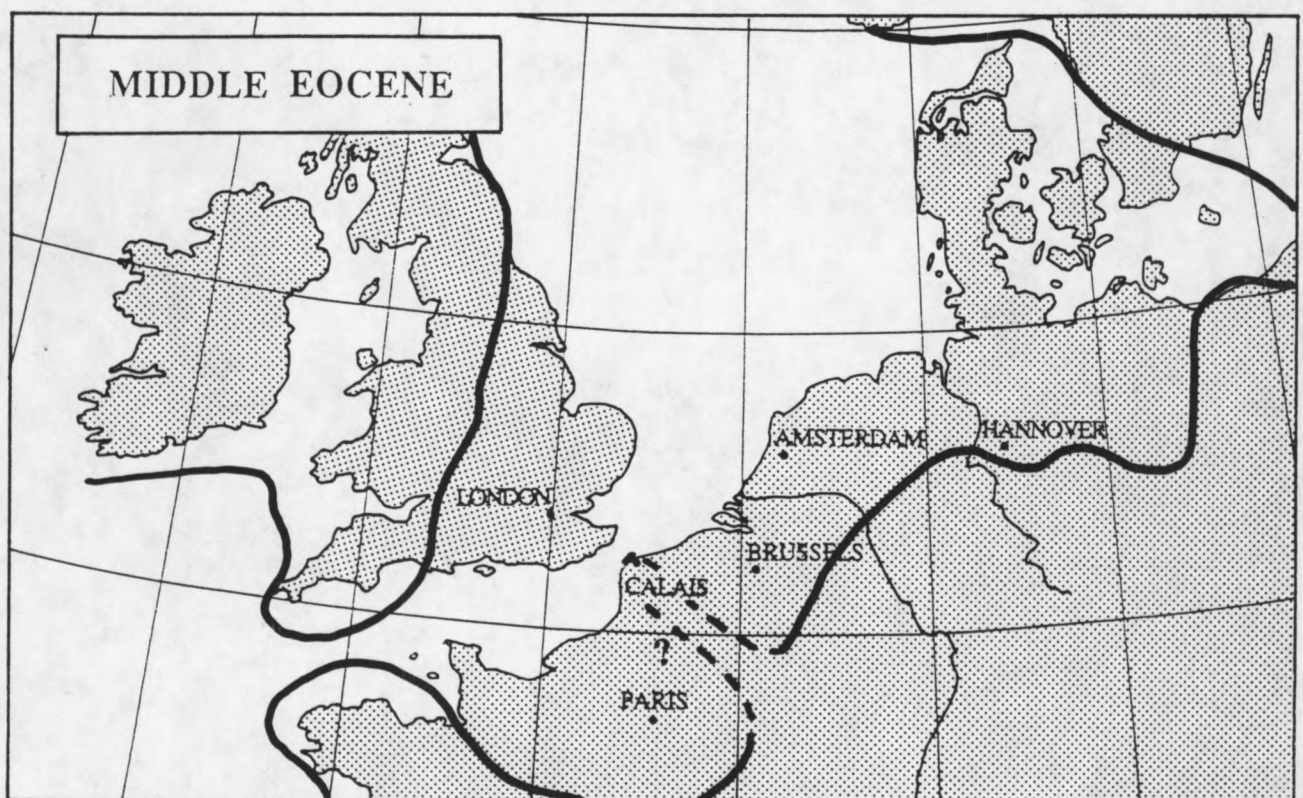 MIDDLE EOCENE
AMSTERDAM
HANNOVER
LONDON
BRUSSELS
CALAIS
?
PARIS